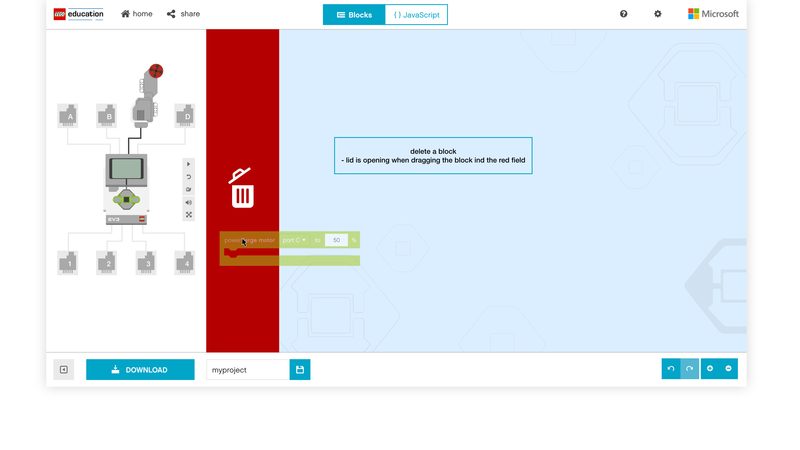 LEGO education
home
share
Blocks
{ } JavaScript
Microsoft
A
B
D
EV3
1
2
3
4
delete a block
- lid is opening when dragging the block ind the red field
large motor port C to 50 %
DOWNLOAD
myproject